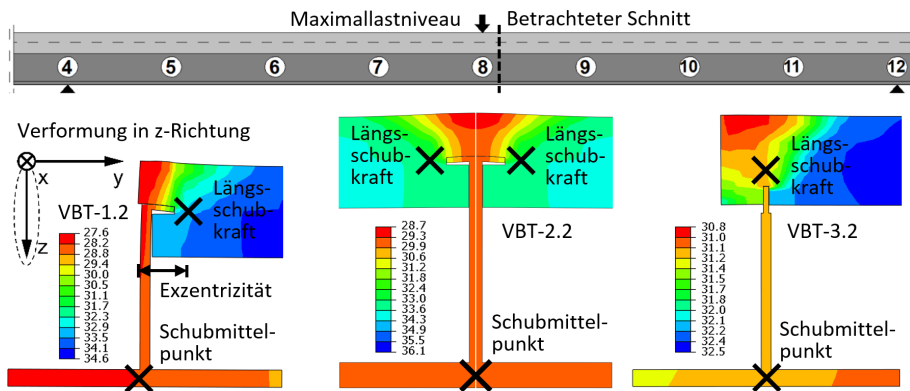 Maximallastniveau
Betrachteter Schnitt
4 5 6 7 8 9 10 11 12
Verformung in z-Richtung
x
y
z
VBT-1.2
27.6
28.2
28.8
29.4
30.0
30.5
31.1
31.7
32.3
32.9
33.5
34.1
34.6
Längs-
schub-
kraft
Exzentrizität
Schubmittel-
punkt
Längs-
schub-
kraft
Längs-
schub-
kraft
VBT-2.2
28.7
29.3
29.9
30.6
31.2
31.8
32.4
33.0
33.6
34.3
34.9
35.5
36.1
Schubmittel-
punkt
Längs-
schub-
kraft
VBT-3.2
30.8
31.0
31.1
31.3
31.4
31.5
31.7
31.8
32.0
32.1
32.2
32.4
32.5
Schubmittel-
punkt